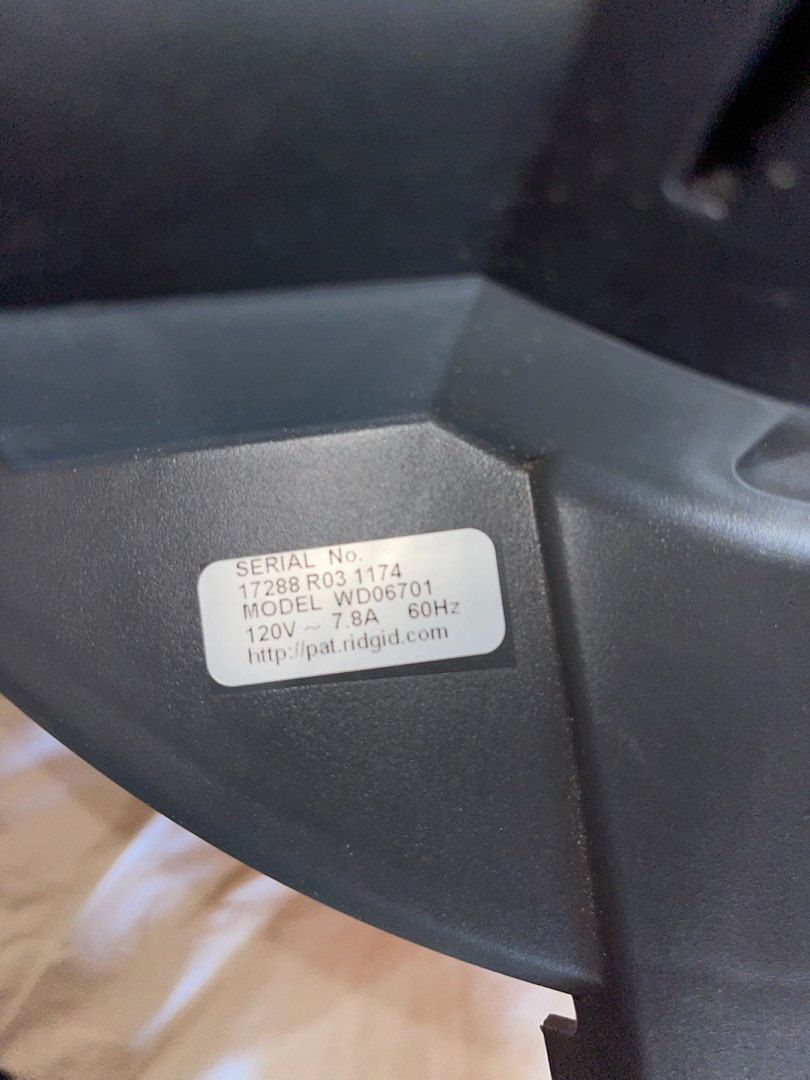 SERIAL No.
17288 R03 1174
MODEL WD06701
120V ~ 7.8A 60Hz
http://pat.ridgid.com